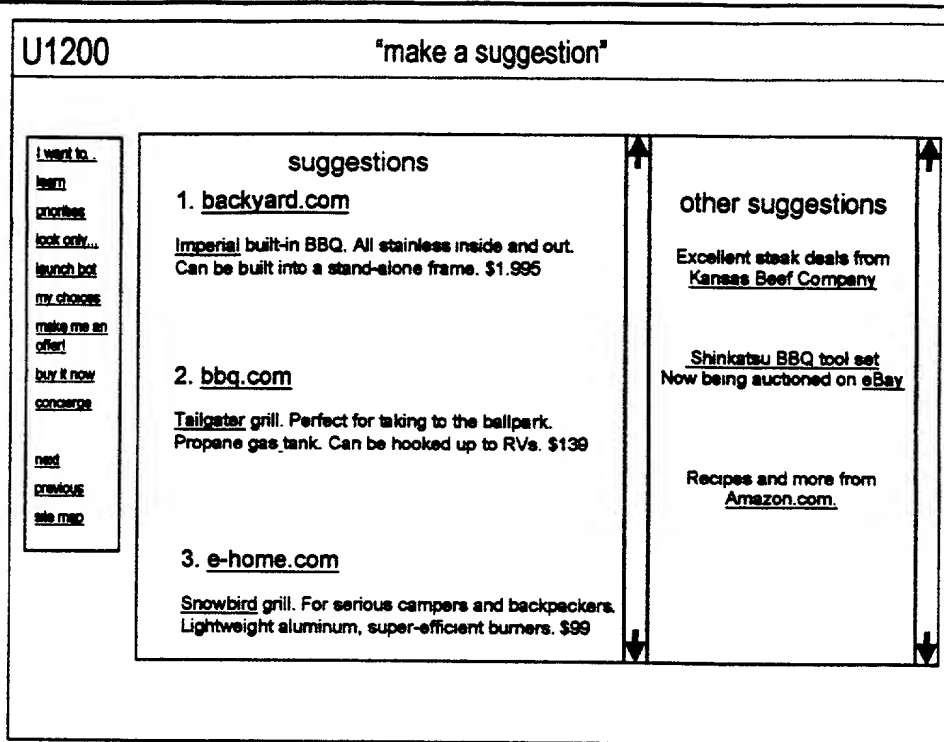 U1200
"make a suggestion"
I want to...
learn
priorities
look only...
launch bot
my choices
make me an
offer!
buy it now
concierge
next
previous
site map
suggestions
1. backyard.com
Imperial built-in BBQ. All stainless inside and out.
Can be built into a stand-alone frame. $1.995
2. bbq.com
Tailgater grill. Perfect for taking to the ballpark.
Propane gas tank. Can be hooked up to RVs. $139
3. e-home.com
Snowbird grill. For serious campers and backpackers.
Lightweight aluminum, super-efficient burners. $99
other suggestions
Excellent steak deals from
Kansas Beef Company
Shinkatsu BBQ tool set
Now being auctioned on eBay
Recipes and more from
Amazon.com.